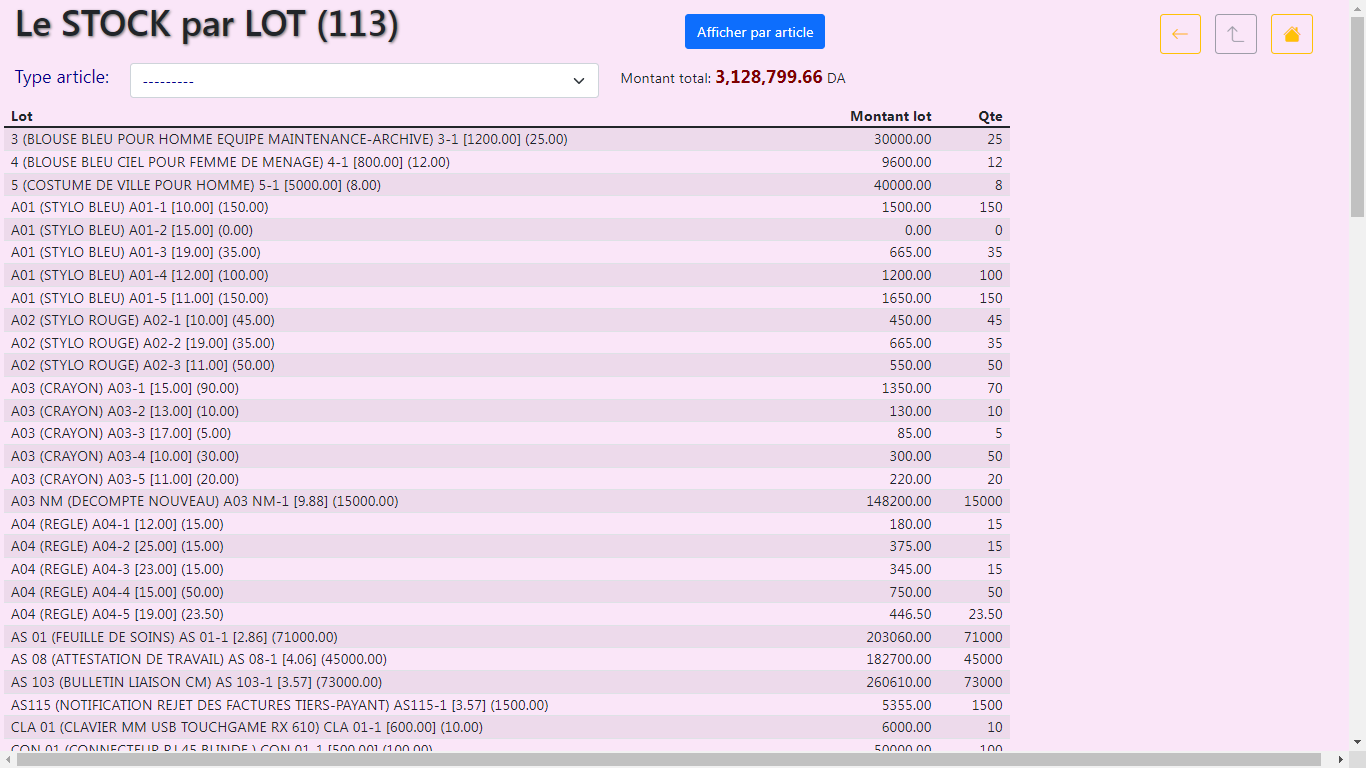 Le STOCK par LOT (113)
Afficher par article
Type article: ---------
Montant total: 3,128,799.66 DA
Lot Montant lot Qte
3 (BLOUSE BLEU POUR HOMME EQUIPE MAINTENANCE-ARCHIVE) 3-1 [1200.00] (25.00) 30000.00 25
4 (BLOUSE BLEU CIEL POUR FEMME DE MENAGE) 4-1 [800.00] (12.00) 9600.00 12
5 (COSTUME DE VILLE POUR HOMME) 5-1 [5000.00] (8.00) 40000.00 8
A01 (STYLO BLEU) A01-1 [10.00] (150.00) 1500.00 150
A01 (STYLO BLEU) A01-2 [15.00] (0.00) 0.00 0
A01 (STYLO BLEU) A01-3 [19.00] (35.00) 665.00 35
A01 (STYLO BLEU) A01-4 [12.00] (100.00) 1200.00 100
A01 (STYLO BLEU) A01-5 [11.00] (150.00) 1650.00 150
A02 (STYLO ROUGE) A02-1 [10.00] (45.00) 450.00 45
A02 (STYLO ROUGE) A02-2 [19.00] (35.00) 665.00 35
A02 (STYLO ROUGE) A02-3 [11.00] (50.00) 550.00 50
A03 (CRAYON) A03-1 [15.00] (90.00) 1350.00 70
A03 (CRAYON) A03-2 [13.00] (10.00) 130.00 10
A03 (CRAYON) A03-3 [17.00] (5.00) 85.00 5
A03 (CRAYON) A03-4 [10.00] (30.00) 300.00 50
A03 (CRAYON) A03-5 [11.00] (20.00) 220.00 20
A03 NM (DECOMPTE NOUVEAU) A03 NM-1 [9.88] (15000.00) 148200.00 15000
A04 (REGLE) A04-1 [12.00] (15.00) 180.00 15
A04 (REGLE) A04-2 [25.00] (15.00) 375.00 15
A04 (REGLE) A04-3 [23.00] (15.00) 345.00 15
A04 (REGLE) A04-4 [15.00] (50.00) 750.00 50
A04 (REGLE) A04-5 [19.00] (23.50) 446.50 23.50
AS 01 (FEUILLE DE SOINS) AS 01-1 [2.86] (71000.00) 203060.00 71000
AS 08 (ATTESTATION DE TRAVAIL) AS 08-1 [4.06] (45000.00) 182700.00 45000
AS 103 (BULLETIN LIAISON CM) AS 103-1 [3.57] (73000.00) 260610.00 73000
AS115 (NOTIFICATION REJET DES FACTURES TIERS-PAYANT) AS115-1 [3.57] (1500.00) 5355.00 1500
CLA 01 (CLAVIER MM USB TOUCHGAME RX 610) CLA 01-1 [600.00] (10.00) 6000.00 10
CON 01 (CONNECTEUR RJ 45 BLINDE ) CON 01-1 [500.00] (100.00) 50000.00 100